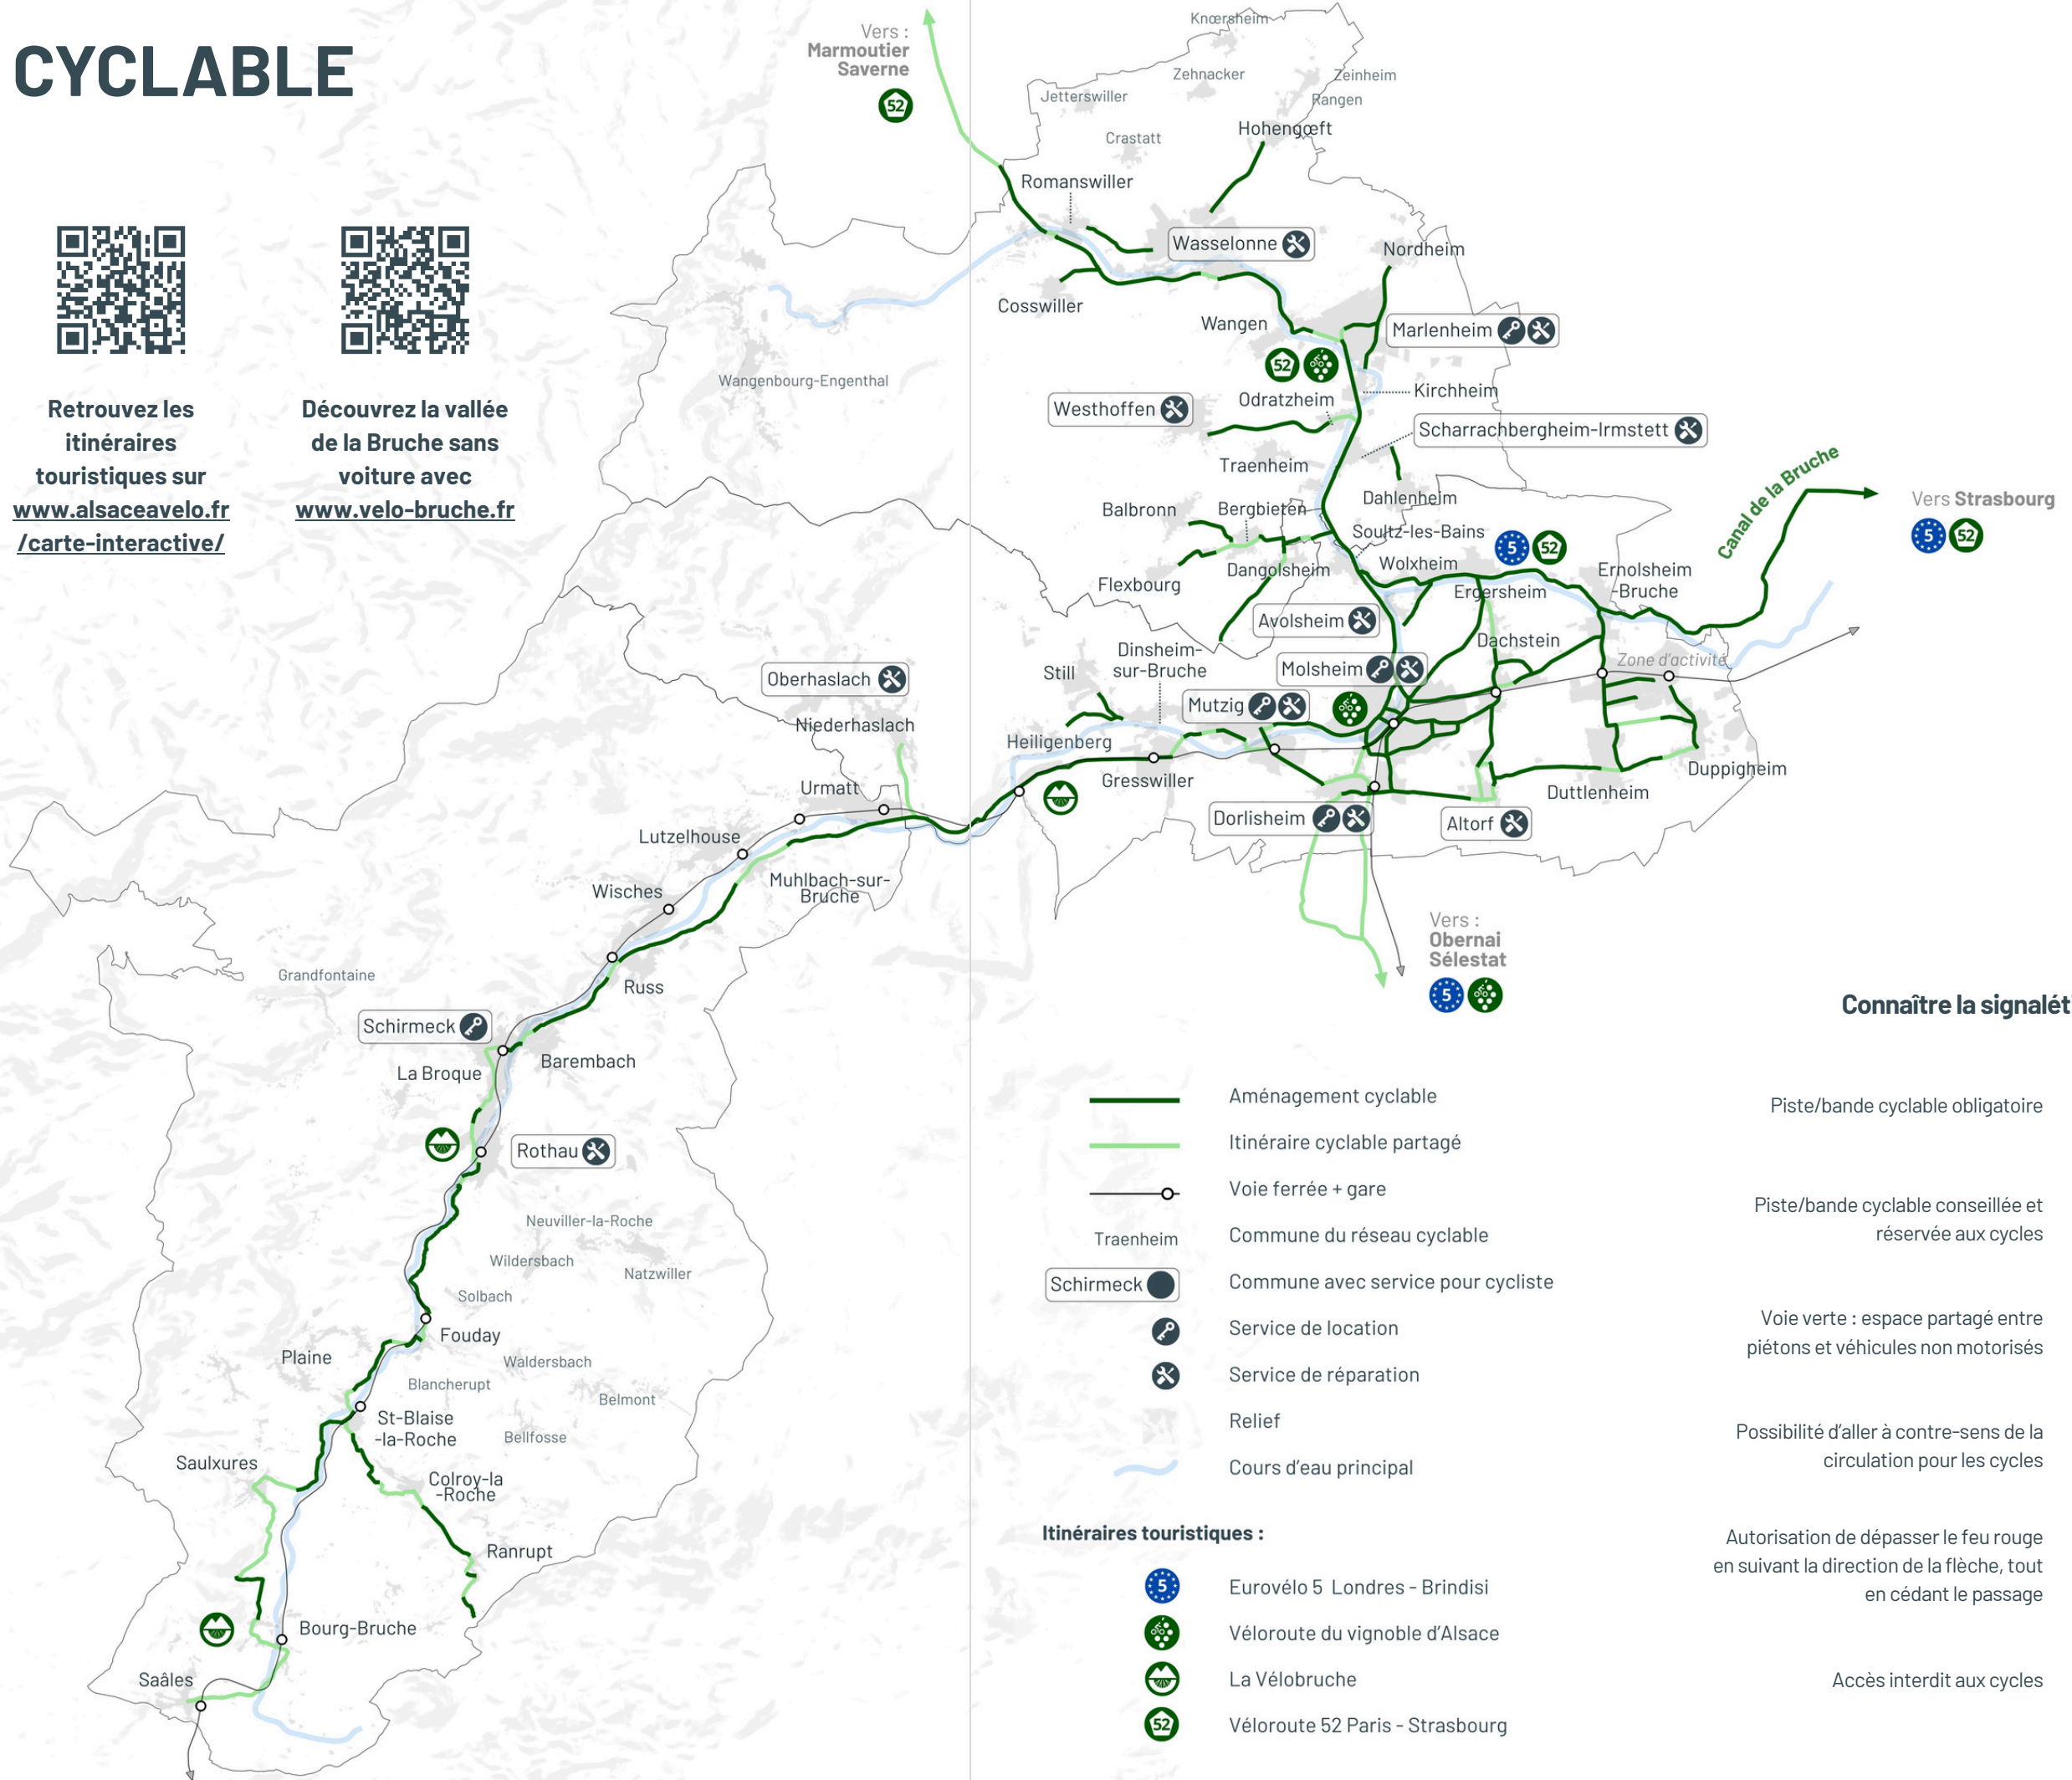 CYCLABLE
Retrouvez les
itinéraires
touristiques sur
www.alsaceavelo.fr
/carte-interactive/
Découvrez la vallée
de la Bruche sans
voiture avec
www.velo-bruche.fr
Vers :
Marmoutier
Saverne
52
Knœrsheim
Zehnacker
Zeinheim
Jetterswiller
Rangen
Crastatt
Hohengœft
Romanswiller
Wasselonne
Nordheim
Cosswiller
Wangen
Marlenheim
52
Wangenbourg-Engenthal
Kirchheim
Odratzheim
Westhoffen
Scharrachbergheim-Irmstett
Traenheim
Dahlenheim
Balbronn
Bergbieten
Soultz-les-Bains
Canal de la Bruche
Vers Strasbourg
5
52
5
52
Wolxheim
Dangolsheim
Flexbourg
Ergersheim
Ernolsheim
-Bruche
Avolsheim
Dachstein
Dinsheim-
sur-Bruche
Still
Molsheim
Zone d'activité
Oberhaslach
Mutzig
Niederhaslach
Heiligenberg
Gresswiller
Duppigheim
Urmatt
Duttlenheim
Dorlisheim
Altorf
Lutzelhouse
Muhlbach-sur-
Bruche
Wisches
Vers :
Obernai
Sélestat
5
Grandfontaine
Russ
Schirmeck
Barembach
La Broque
Rothau
Neuviller-la-Roche
Wildersbach
Natzwiller
Solbach
Fouday
Plaine
Waldersbach
Blancherupt
Belmont
St-Blaise
-la-Roche
Bellfosse
Saulxures
Colroy-la
-Roche
Ranrupt
Bourg-Bruche
Saâles
Aménagement cyclable
Itinéraire cyclable partagé
Voie ferrée + gare
Traenheim
Commune du réseau cyclable
Schirmeck
Commune avec service pour cycliste
Service de location
Service de réparation
Relief
Cours d'eau principal
Itinéraires touristiques :
5
Eurovélo 5 Londres - Brindisi
Véloroute du vignoble d'Alsace
La Vélobruche
52
Véloroute 52 Paris - Strasbourg
Connaître la signalét
Piste/bande cyclable obligatoire
Piste/bande cyclable conseillée et
réservée aux cycles
Voie verte : espace partagé entre
piétons et véhicules non motorisés
Possibilité d'aller à contre-sens de la
circulation pour les cycles
Autorisation de dépasser le feu rouge
en suivant la direction de la flèche, tout
en cédant le passage
Accès interdit aux cycles